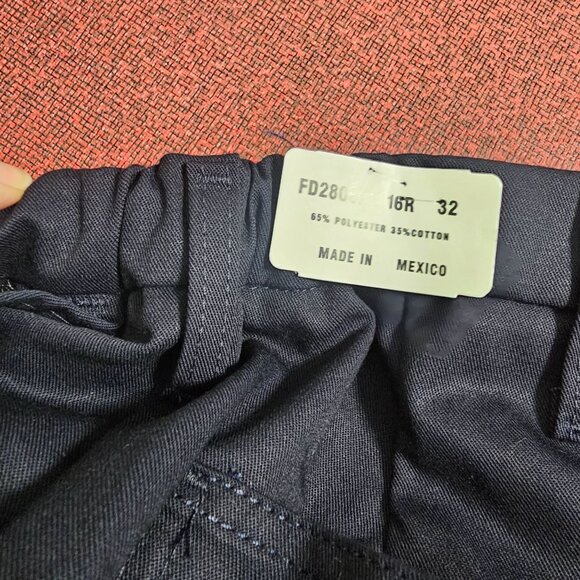 16R 32
65% POLYESTER 35%COTTON
MADE IN MEXICO